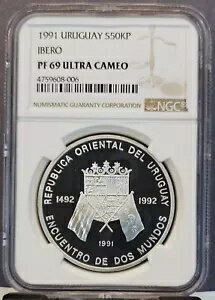 1991 URUGUAY S50KP
IBERO
PF 69 ULTRA CAMEO
4759608-006
NUMISMATIC GUARANTY CORPORATION
NGC
REPUBLICA ORIENTAL DEL URUGUAY
1492
1992
1991
ENCUENTRO DE DOS MUNDOS